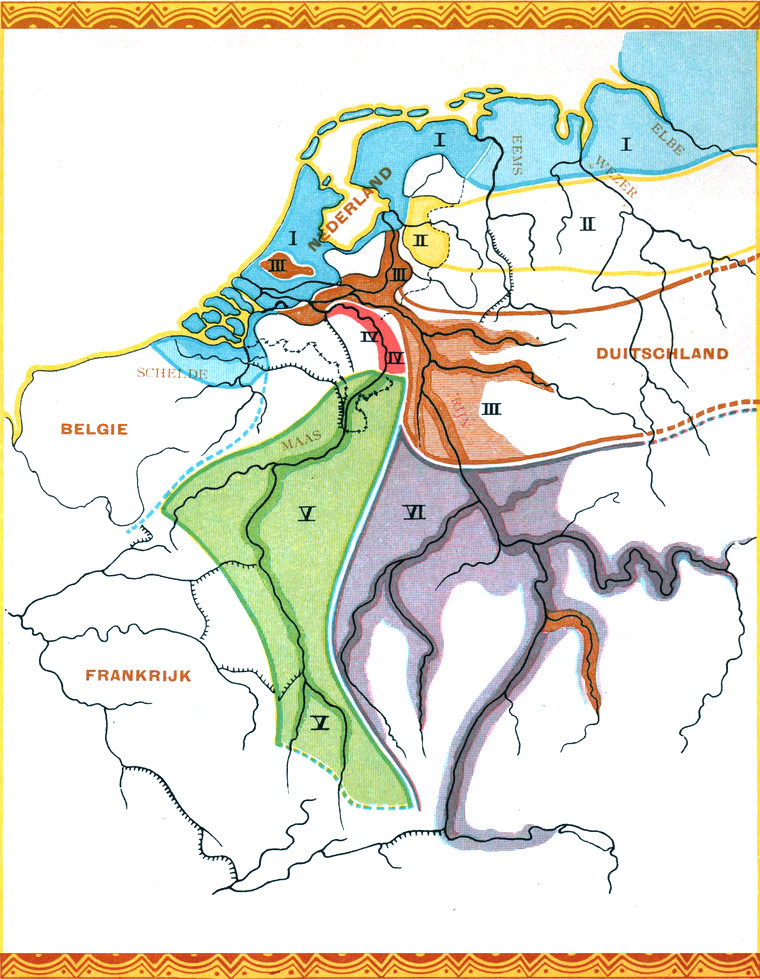 I
I
ELBE
EEMS
WEZER
NEDERLAND
II
I
II
III
III
IV
IV
DUITSCHLAND
SCHELDE
III
RIJN
BELGIE
MAAS
V
VI
FRANKRIJK
V